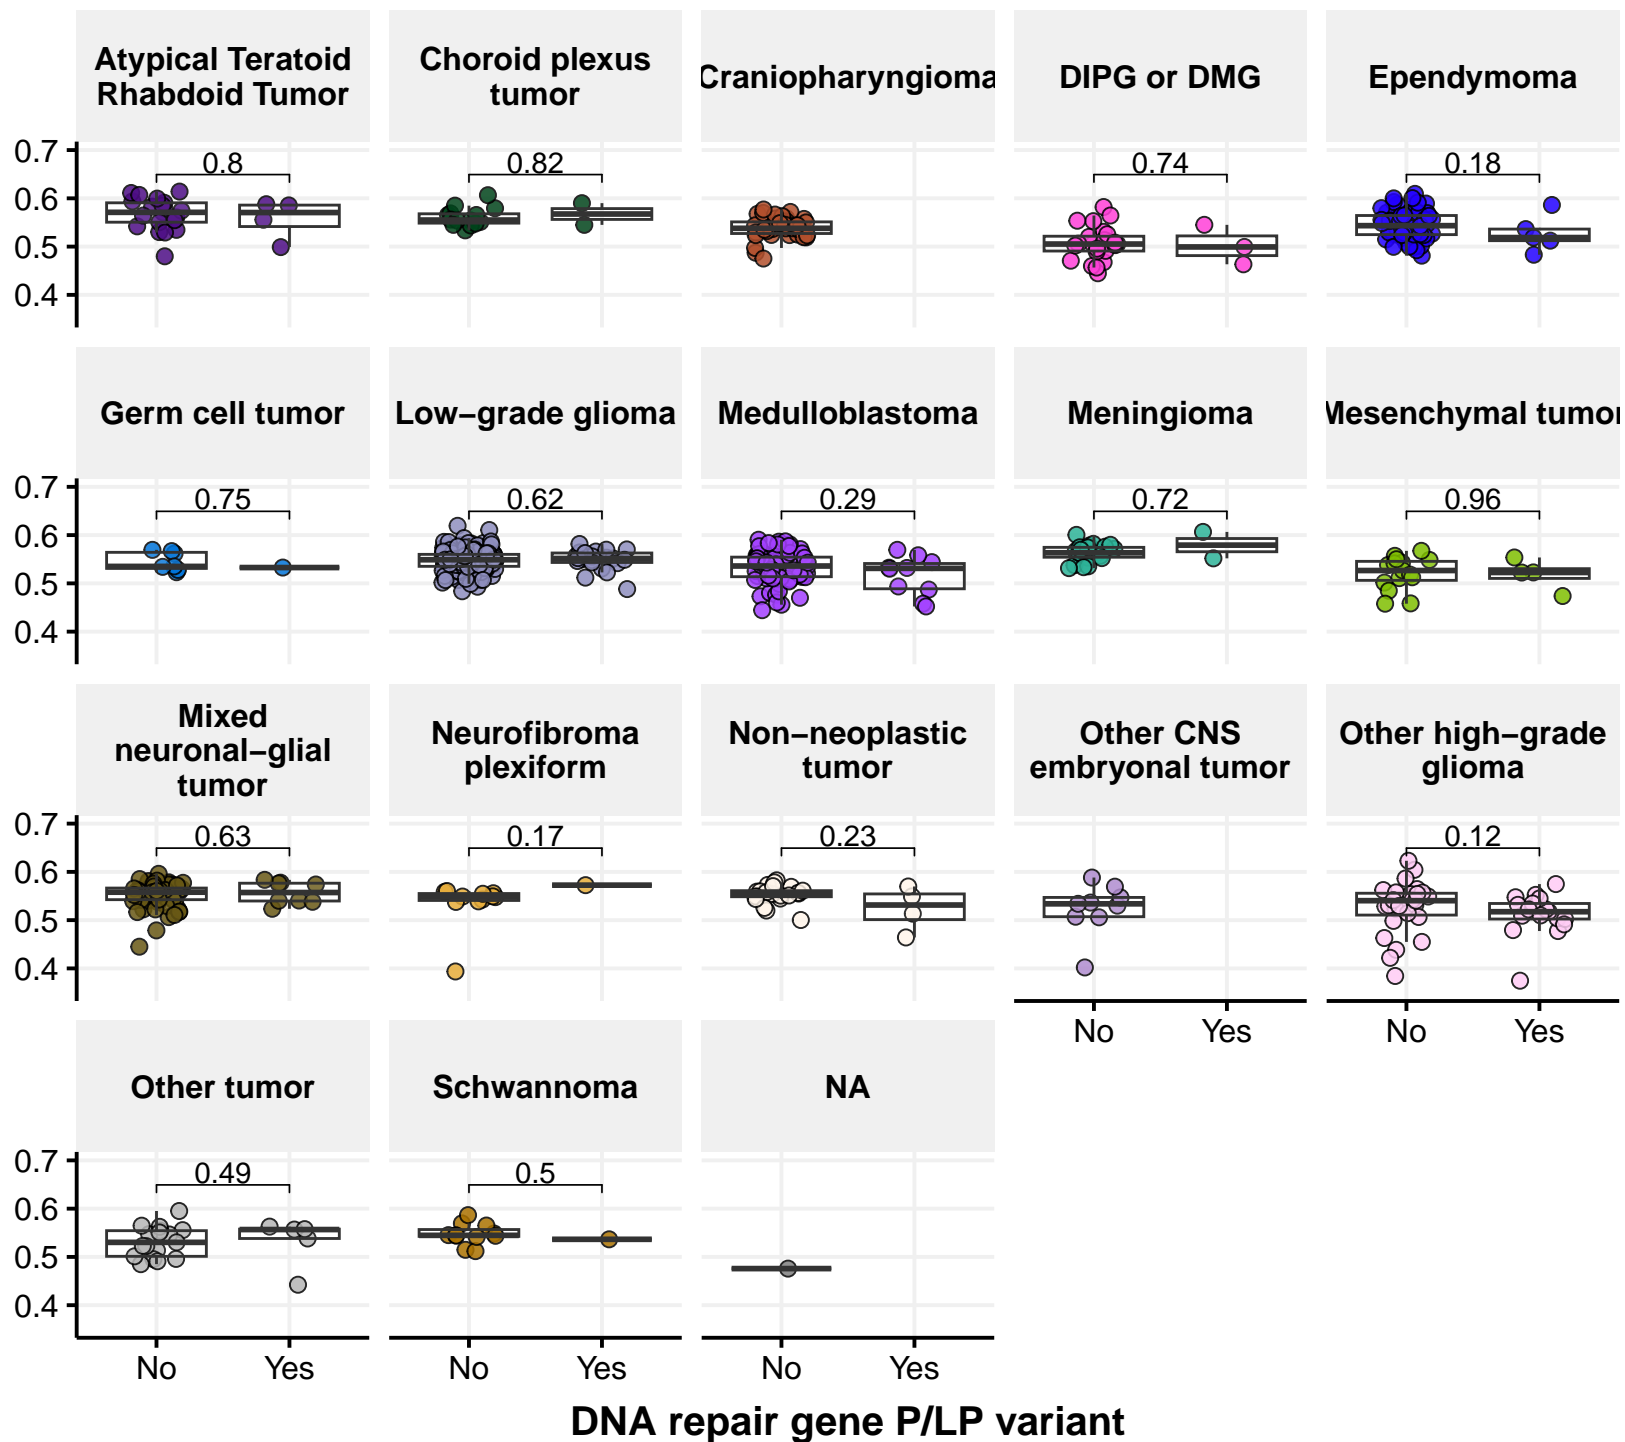 Atypical Teratoid
Rhabdoid Tumor
Choroid plexus
tumor
Craniopharyngioma
DIPG or DMG
Ependymoma
0.7
0.6
0.5
0.4
0.8
0.82
0.74
0.18
Germ cell tumor
Low−grade glioma
Medulloblastoma
Meningioma
Mesenchymal tumor
0.7
0.6
0.5
0.4
0.75
0.62
0.29
0.72
0.96
Mixed
neuronal−glial
tumor
Neurofibroma
plexiform
Non−neoplastic
tumor
Other CNS
embryonal tumor
Other high−grade
glioma
0.7
0.6
0.5
0.4
0.63
0.17
0.23
0.12
No Yes
No Yes
Other tumor
Schwannoma
NA
0.7
0.6
0.5
0.4
0.49
0.5
No Yes
No Yes
No Yes
DNA repair gene P/LP variant